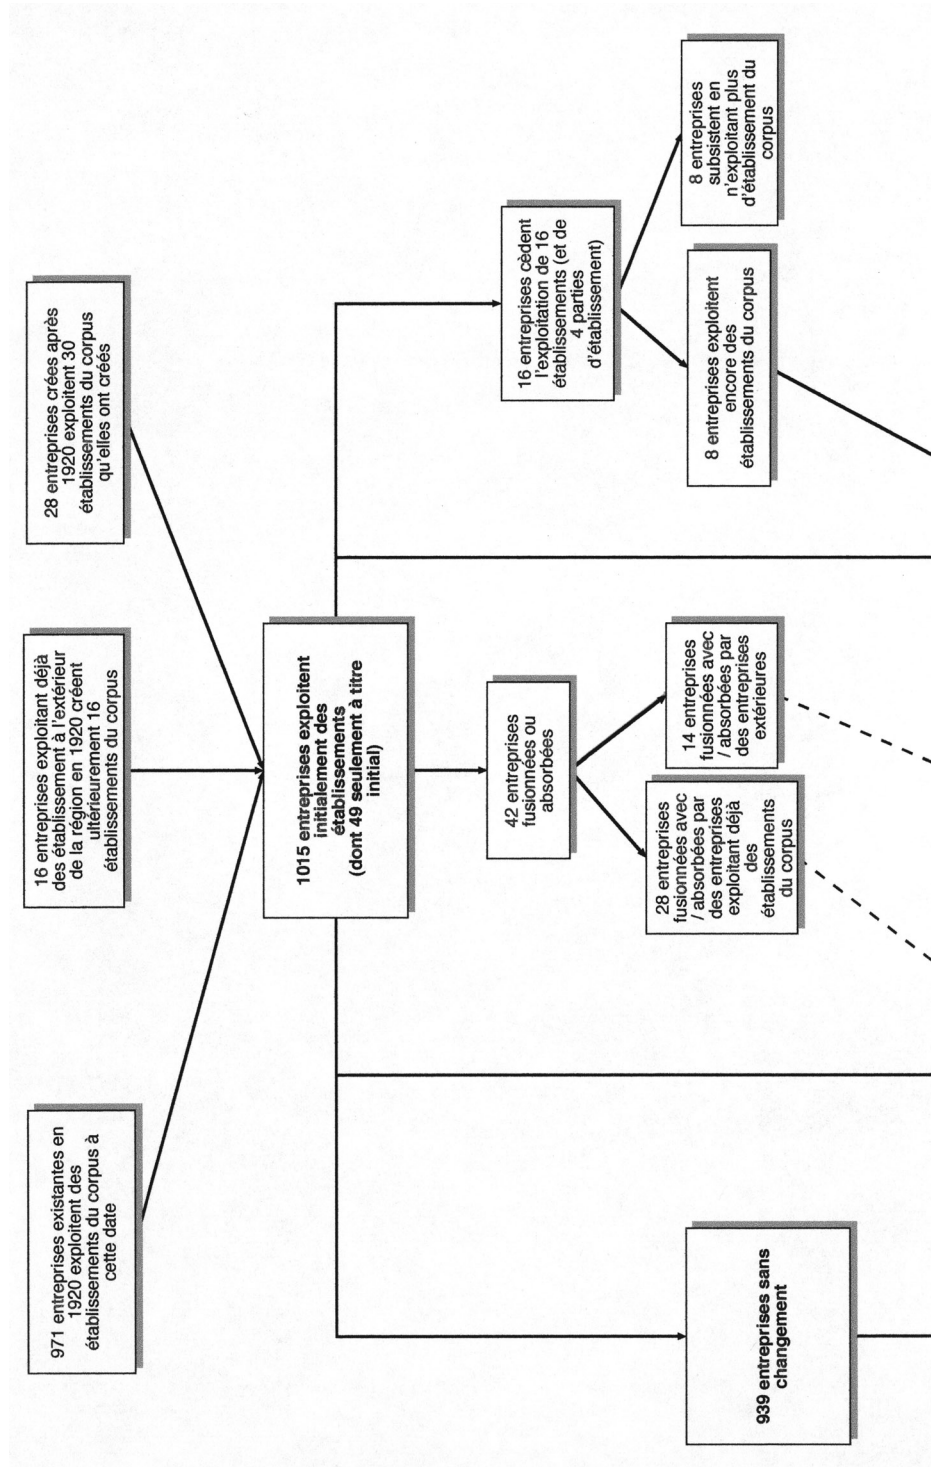 971 entreprises existantes en
1920 exploitent des
établissements du corpus à
cette date
16 entreprises exploitant déjà
des établissement à l'extérieur
de la région en 1920 créent
ultérieurement 16
établissements du corpus
28 entreprises crées après
1920 exploitent 30
établissements du corpus
qu'elles ont créés
1015 entreprises exploitent
initialement des
établissements
(dont 49 seulement à titre
initial)
42 entreprises
fusionnées ou
absorbées
16 entreprises cèdent
l'exploitation de 16
établissements (et de
4 parties
d'établissement)
28 entreprises
fusionnées avec
/ absorbées par
des entreprises
exploitant déjà
des
établissements
du corpus
14 entreprises
fusionnées avec
/ absorbées par
des entreprises
extérieures
8 entreprises exploitent
encore des
établissements du corpus
8 entreprises
subsistent en
n'exploitant plus
d'établissement du
corpus
939 entreprises sans
changement